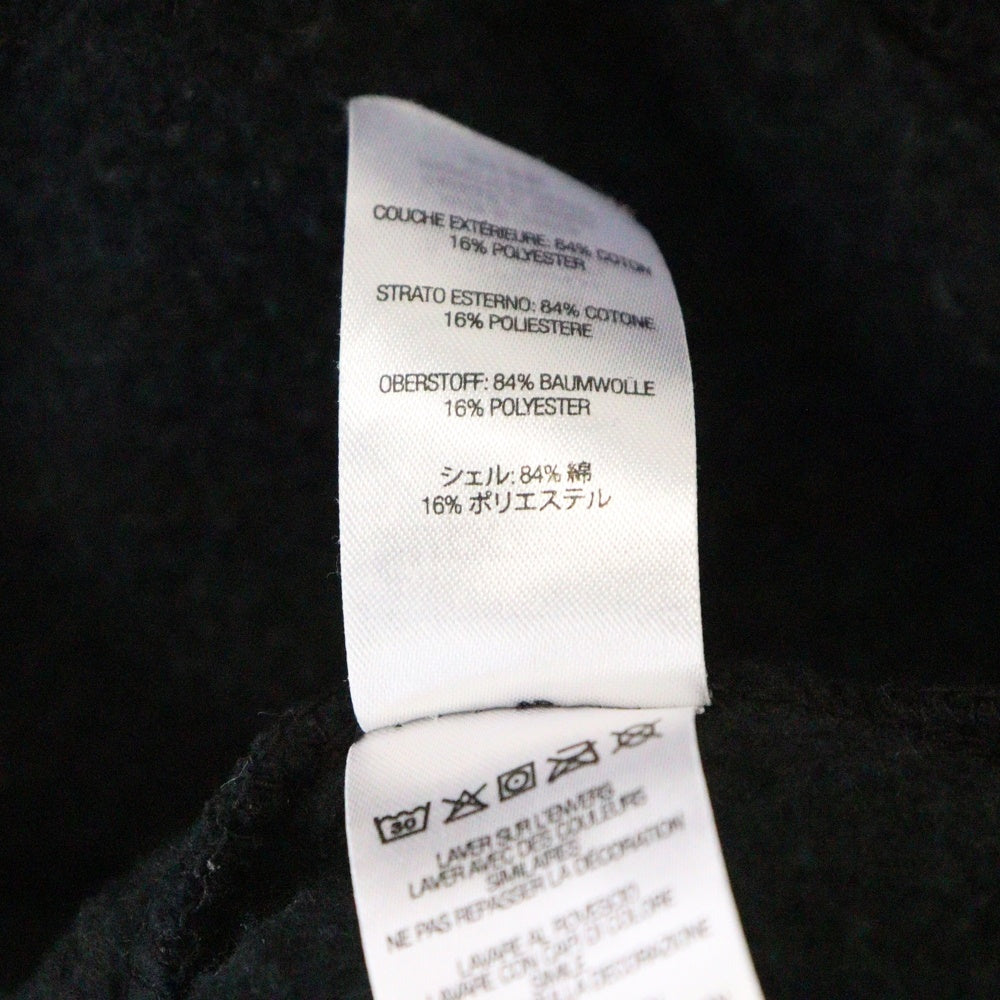 COUCHE EXTÉRIEURE: 84% COTON
16% POLYESTER
STRATO ESTERNO: 84% COTONE
16% POLIESTERE
OBERSTOFF: 84% BAUMWOLLE
16% POLYESTER
シェル: 84% 綿
16% ポリエステル
30
LAVER SUR L'ENVERS
LAVER AVEC DES COULEURS
SIMILAIRES
NE PAS REPASSER LA DÉCORATION
LAVARE AL ROVESCIO
LAVARE CON CAPI DI COLORE
SIMILE
LA DECORAZIONE